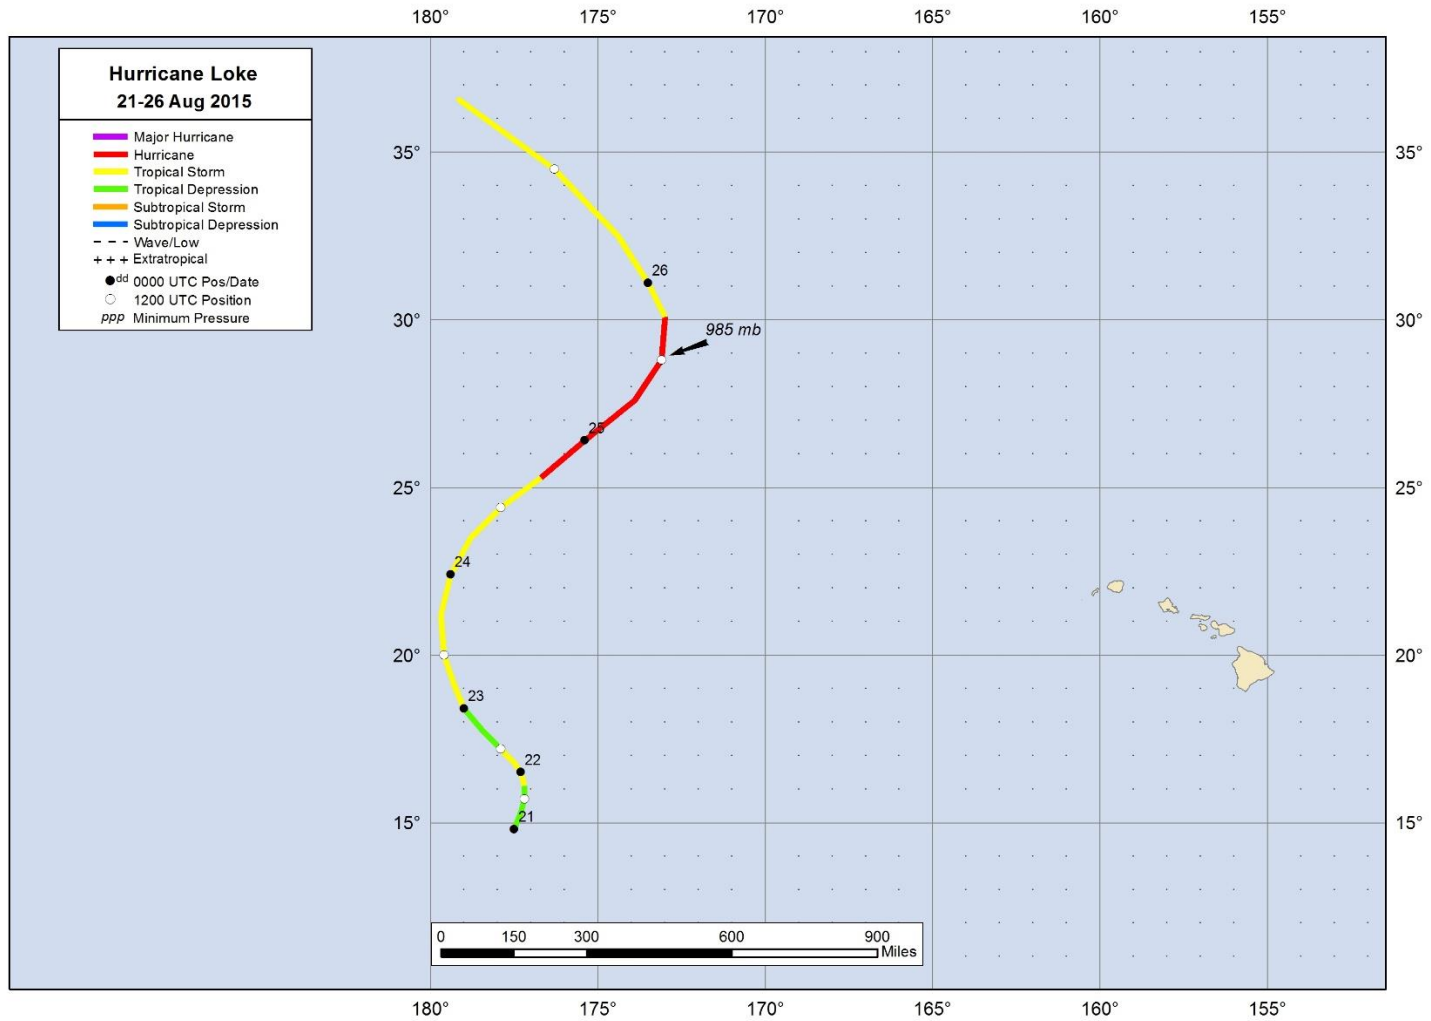 180° 175° 170° 165° 160° 155°
Hurricane Loke
21-26 Aug 2015
Major Hurricane
Hurricane
Tropical Storm
Tropical Depression
Subtropical Storm
Subtropical Depression
Wave/Low
Extratropical
dd 0000 UTC Pos/Date
1200 UTC Position
ppp Minimum Pressure
35° 35°
26
30° 30°
985 mb
25
25° 25°
24
20° 20°
23
22
21
15° 15°
0 150 300 600 900
Miles
180° 175° 170° 165° 160° 155°